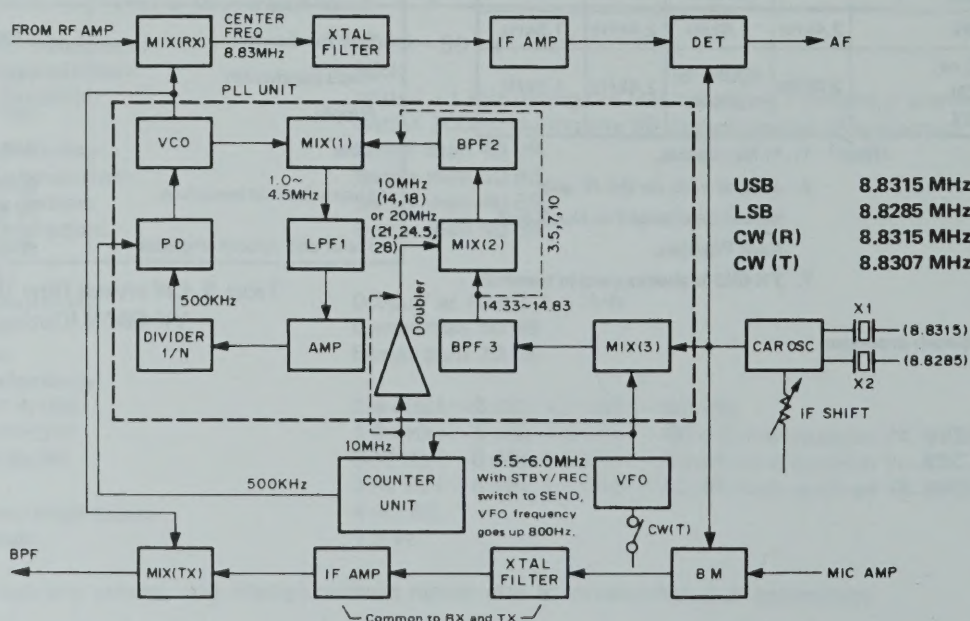 FROM RF AMP
MIX(RX)
CENTER
FREQ
8.83MHz
XTAL
FILTER
IF AMP
DET
AF
PLL UNIT
VCO
MIX(1)
BPF2
1.0~
4.5MHz
10MHz
(14,18)
or 20MHz
(21,24.5,
28)
3.5,7,10
USB 8.8315 MHz
LSB 8.8285 MHz
CW (R) 8.8315 MHz
CW (T) 8.8307 MHz
PD
LPF1
MIX(2)
500KHz
Doubler
14.33~14.83
DIVIDER
1/N
AMP
BPF3
MIX(3)
CAR OSC
X1
(8.8315)
(8.8285)
X2
IF SHIFT
10MHz
500KHz
COUNTER
UNIT
5.5~6.0MHz
With STBY/REC
switch to SEND,
VFO frequency
goes up 800Hz.
VFO
CW(T)
BPF
MIX(TX)
IF AMP
XTAL
FILTER
BM
MIC AMP
Common to RX and TX